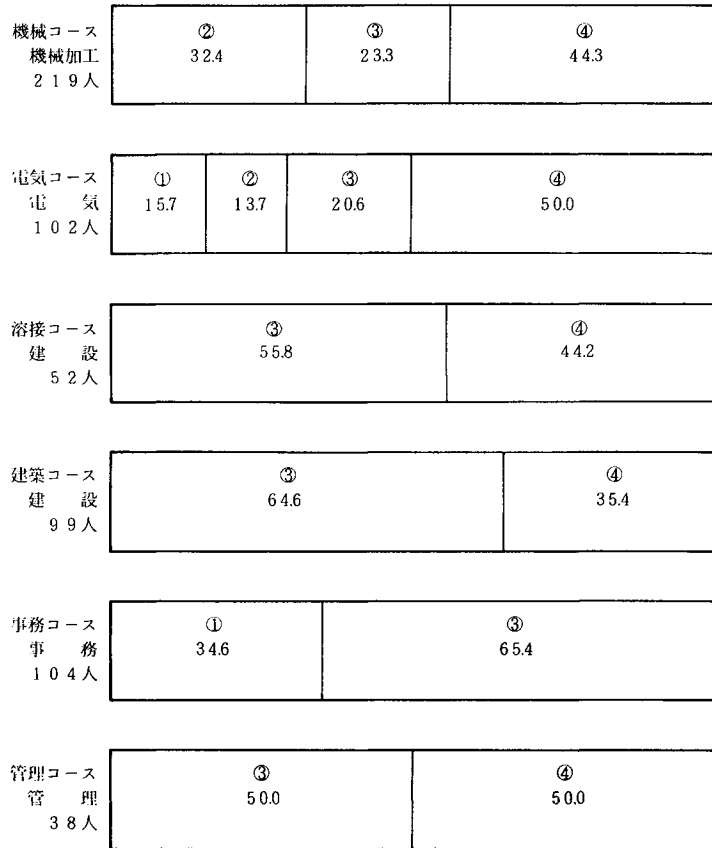 機械コース
機械加工
219人
② ③ ④
32.4 23.3 44.3
電気コース
電 気
102人
① ② ③ ④
15.7 13.7 20.6 50.0
溶接コース
建 設
52人
③ ④
55.8 44.2
建築コース
建 設
99人
③ ④
64.6 35.4
事務コース
事 務
104人
① ③
34.6 65.4
管理コース
管 理
38人
③ ④
50.0 50.0